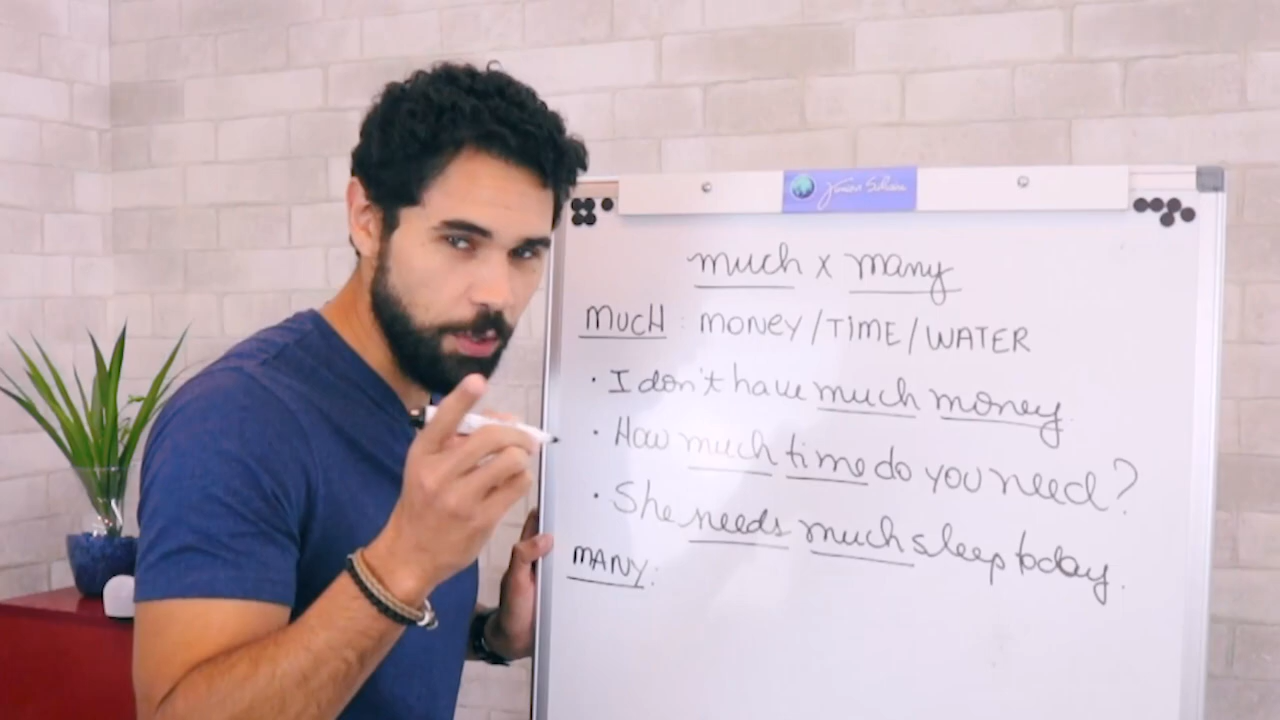 much x many
MUCH : MONEY/TIME/WATER
· I don't have much money.
· How much time do you need?
· She needs much sleep today.
MANY: